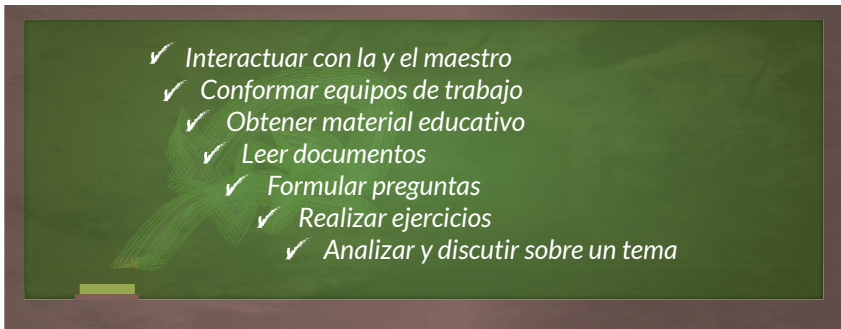 Interactuar con la y el maestro
Conformar equipos de trabajo
Obtener material educativo
Leer documentos
Formular preguntas
Realizar ejercicios
Analizar y discutir sobre un tema